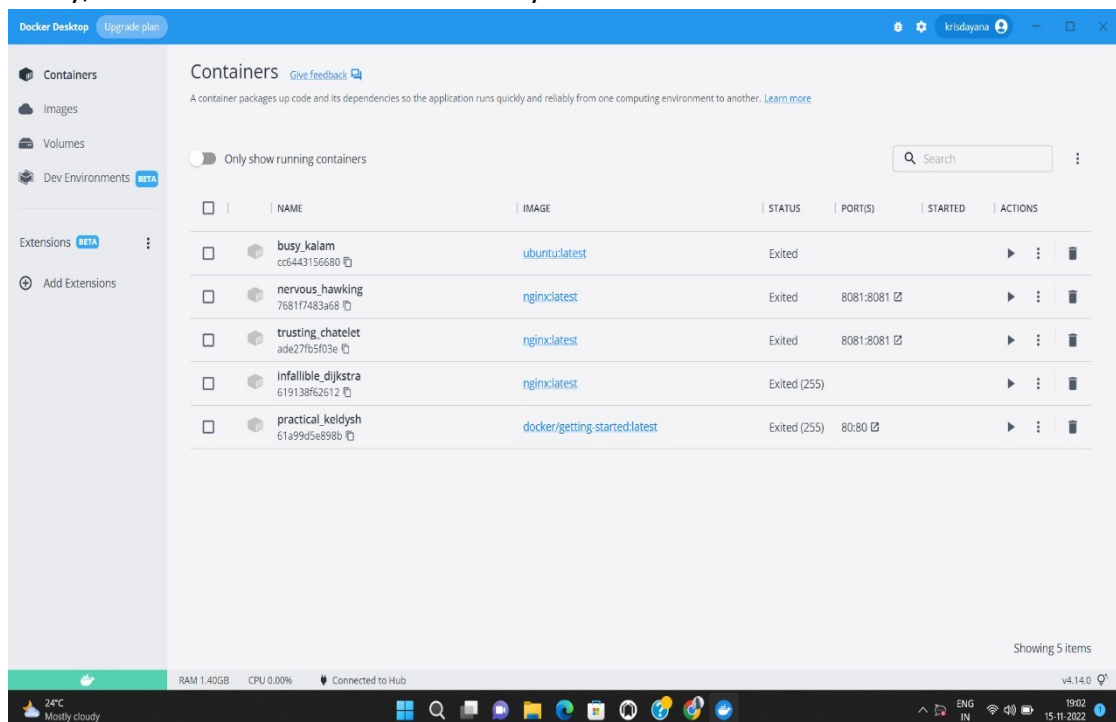 Docker Desktop Upgrade plan krisdayana
Containers
Images
Volumes
Dev Environments BETA
Extensions BETA
Add Extensions
Containers Give feedback
A container packages up code and its dependencies so the application runs quickly and reliably from one computing environment to another. Learn more
Only show running containers
Search
NAME IMAGE STATUS PORT(S) STARTED ACTIONS
busy_kalam ubuntu:latest Exited
cc6443156680
nervous_hawking nginx:latest Exited 8081:8081
7681f7483a68
trusting_chatelet nginx:latest Exited 8081:8081
ade27fb5f03e
infallible_dijkstra nginx:latest Exited (255)
619138f62612
practical_keldysh docker/getting-started:latest Exited (255) 80:80
61a99d5e898b
Showing 5 items
RAM 1.40GB CPU 0.00% Connected to Hub v4.14.0
24°C ENG 19:02
Mostly cloudy IN 15-11-2022 1